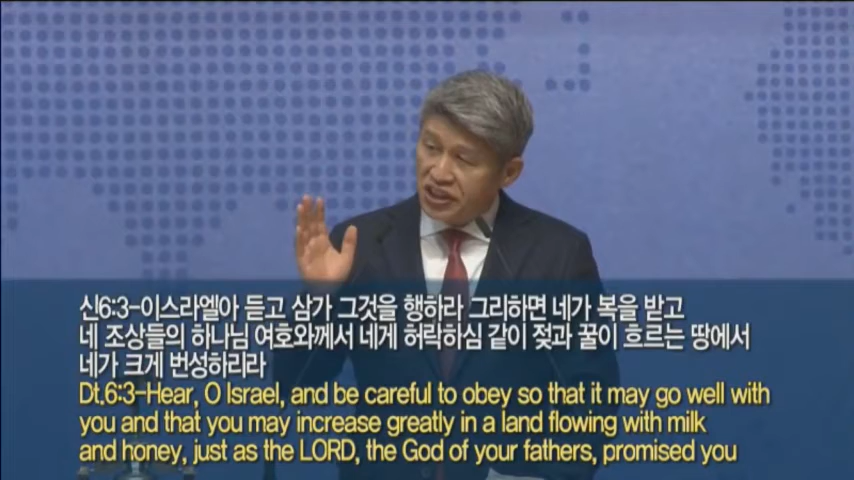 신6:3-이스라엘아 듣고 삼가 그것을 행하라 그리하면 네가 복을 받고
네 조상들의 하나님 여호와께서 네게 허락하심 같이 젖과 꿀이 흐르는 땅에서
네가 크게 번성하리라
Dt.6:3-Hear, O Israel, and be careful to obey so that it may go well with
you and that you may increase greatly in a land flowing with milk
and honey, just as the LORD, the God of your fathers, promised you